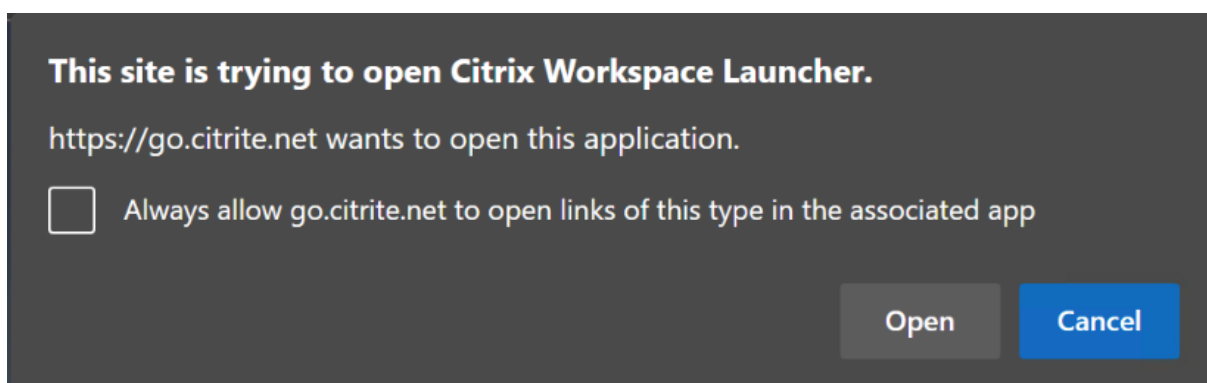 This site is trying to open Citrix Workspace Launcher.
https://go.citrite.net wants to open this application.
Always allow go.citrite.net to open links of this type in the associated app
Open
Cancel